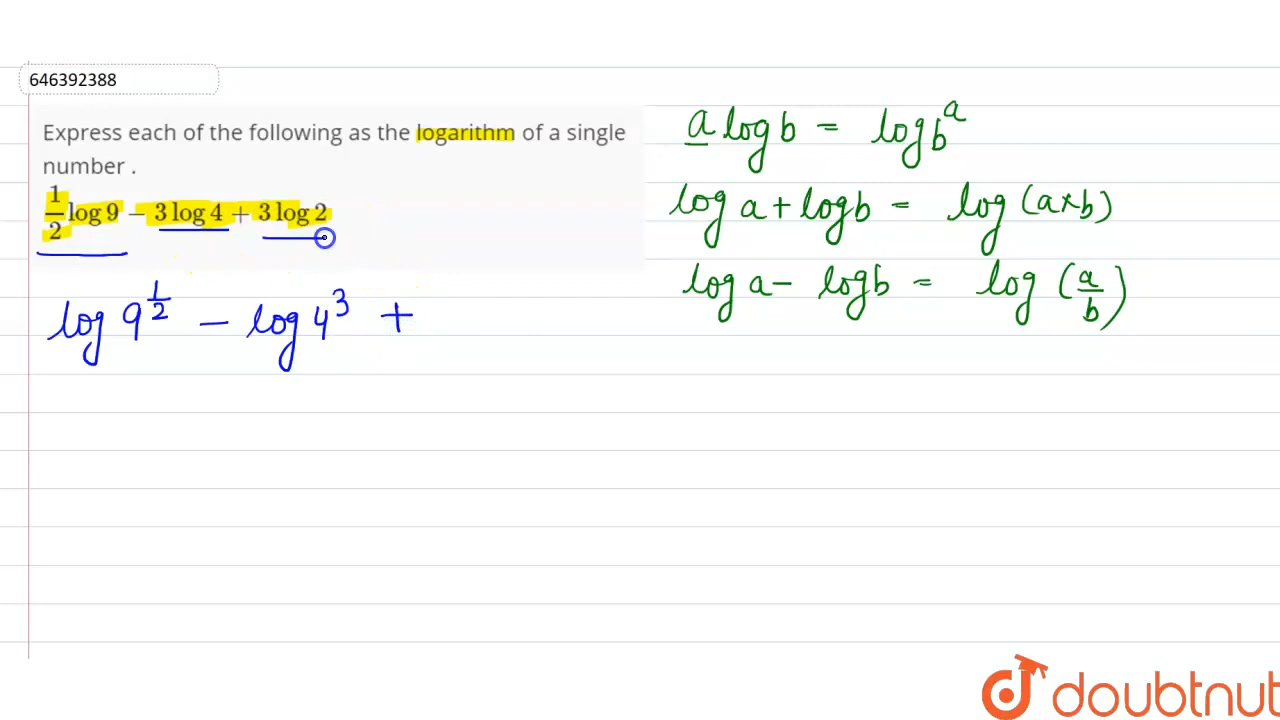 646392388
Express each of the following as the logarithm of a single
number .
1/2 log 9 − 3 log 4 + 3 log 2
log 9^1/2 − log 4^3 +
a log b = log b^a
log a + log b = log (a × b)
log a − log b = log (a/b)
doubtnut